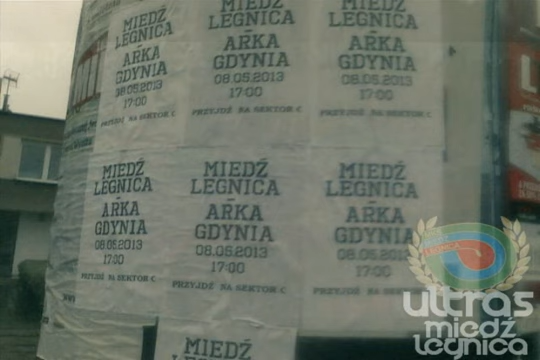 MIEDŹ
LEGNICA
-
ARKA
GDYNIA
08.05.2013
17:00
PRZYJDŹ NA SEKTOR C
MIEDŹ
LEGNICA
-
ARKA
GDYNIA
08.05.2013
17:00
PRZYJDŹ NA SEKTOR C
MIEDŹ
LEGNICA
-
ARKA
GDYNIA
08.05.2013
17:00
PRZYJDŹ NA SEKTOR C
MIEDŹ
LEGNICA
-
ARKA
GDYNIA
08.05.2013
17:00
PRZYJDŹ NA SEKTOR C
MIEDŹ
LEGNICA
-
ARKA
GDYNIA
08.05.2013
17:00
PRZYJDŹ NA SEKTOR C
MIEDŹ
LEGNICA
-
ARKA
GDYNIA
08.05.2013
17:00
PRZYJDŹ NA SEKTOR C
MIEDŹ
LEGNICA
ULTRAS
MIEDŹ
LEGNICA